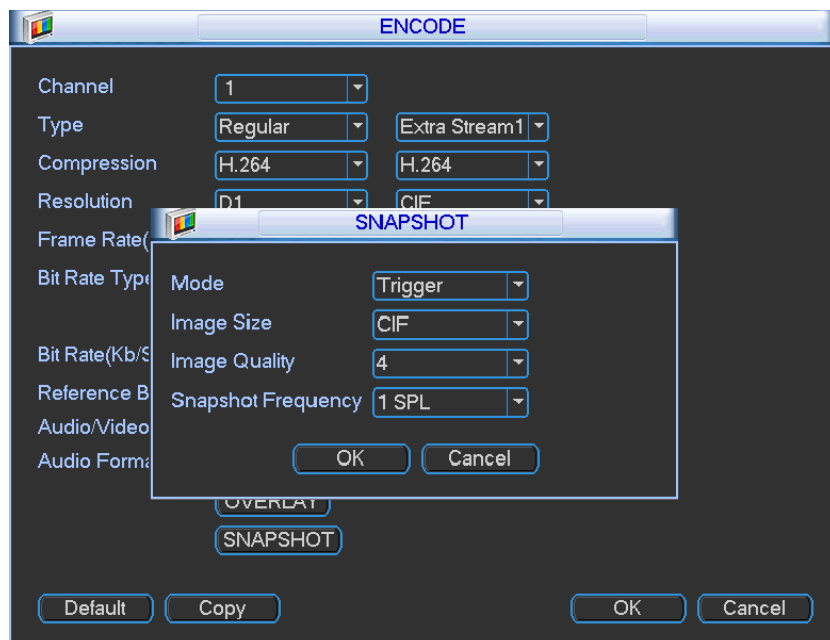 ENCODE
Channel 1
Type Regular Extra Stream1
Compression H.264 H.264
Resolution D1 CIF
Frame Rate(
Bit Rate Type
Bit Rate(Kb/S
Reference B
Audio/Video
Audio Forma
SNAPSHOT
Mode Trigger
Image Size CIF
Image Quality 4
Snapshot Frequency 1 SPL
OK Cancel
OVERLAY
SNAPSHOT
Default Copy OK Cancel